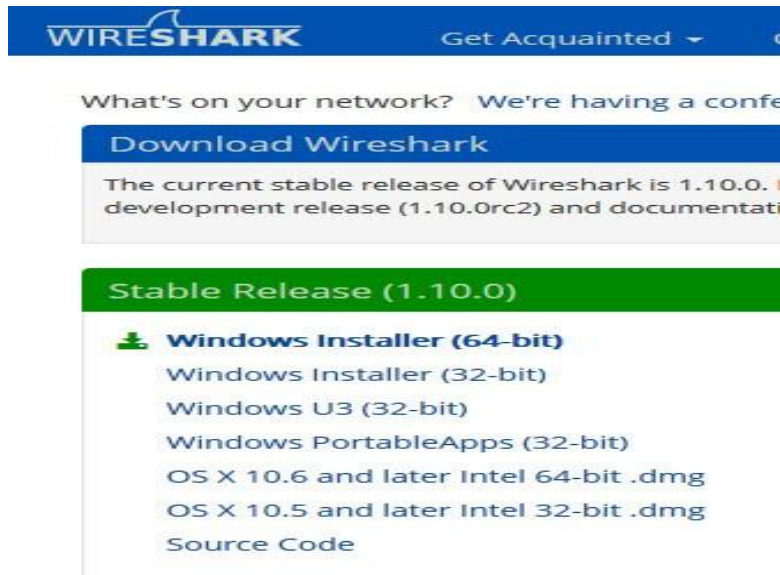 WIRESHARK
Get Acquainted
What's on your network? We're having a
Download Wireshark
The current stable release of Wireshark is 1.10.0.
development release (1.10.0rc2) and
Stable Release (1.10.0)
Windows Installer (64-bit)
Windows Installer (32-bit)
Windows U3 (32-bit)
Windows PortableApps (32-bit)
OS X 10.6 and later Intel 64-bit .dmg
OS X 10.5 and later Intel 32-bit .dmg
Source Code